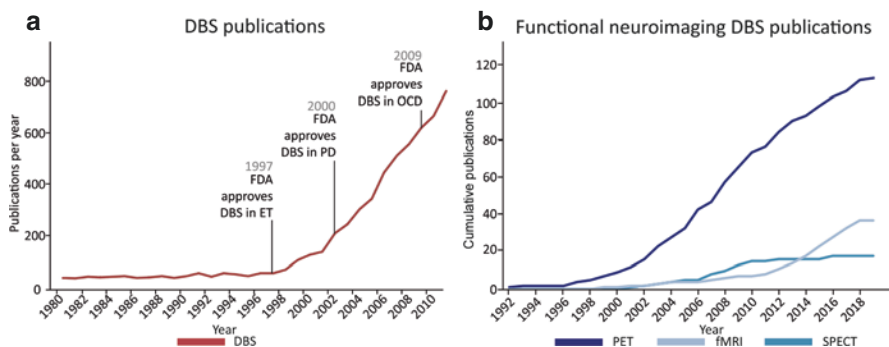 a
DBS publications
Publications per year
800
600
400
200
0
1997
FDA
approves
DBS in ET
2000
FDA
approves
DBS in PD
2009
FDA
approves
DBS in OCD
1980
1982
1984
1986
1988
1990
1992
1994
1996
1998
2000
2002
2004
2006
2008
2010
Year
DBS
b
Functional neuroimaging DBS publications
Cumulative publications
120
100
80
60
40
20
0
1992
1994
1996
1998
2000
2002
2004
2006
2008
2010
2012
2014
2016
2018
Year
PET
fMRI
SPECT